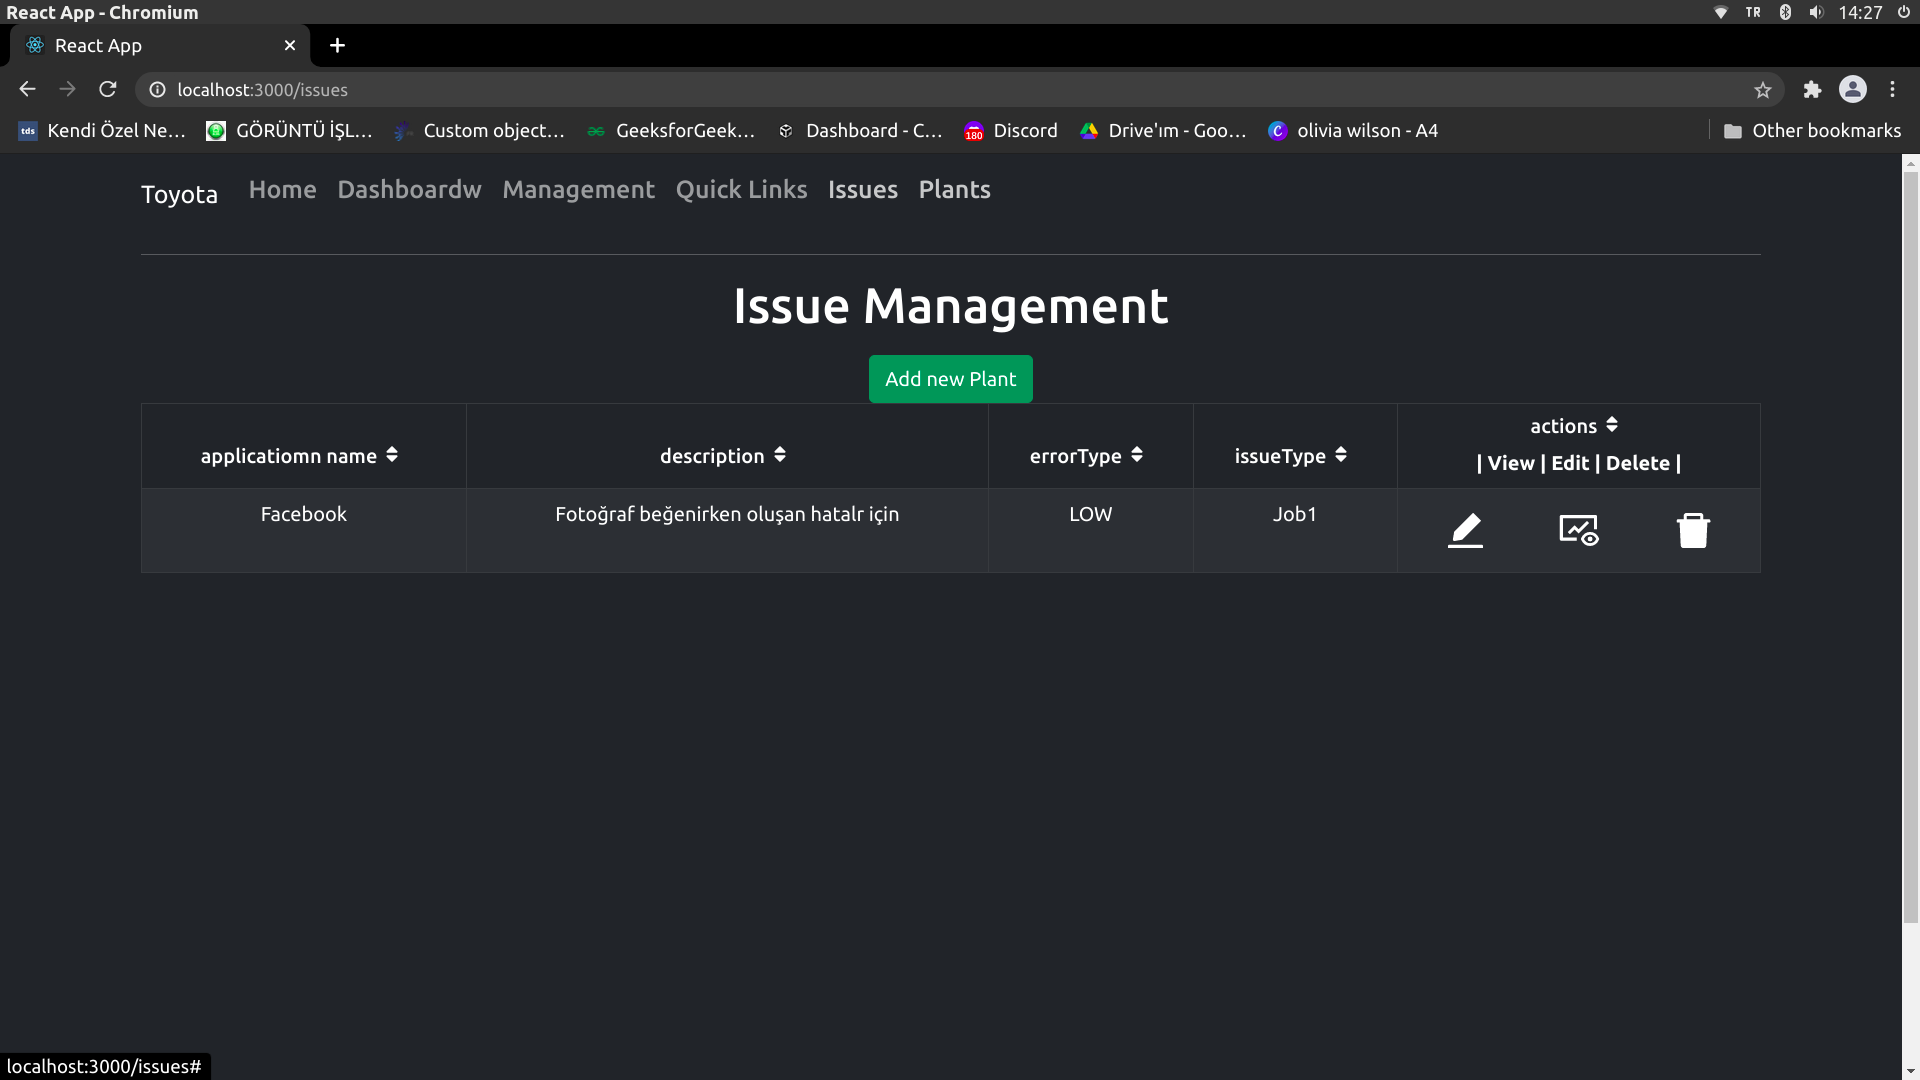 React App - Chromium
TR 14:27
React App
localhost:3000/issues
tds Kendi Özel Ne... GÖRÜNTÜ İŞL... Custom object... GeeksforGeek... Dashboard - C... 180 Discord Drive'ım - Goo... C olivia wilson - A4 Other bookmarks
Toyota Home Dashboardw Management Quick Links Issues Plants
Issue Management
Add new Plant
applicatiomn name description errorType issueType actions
| View | Edit | Delete |
Facebook Fotoğraf beğenirken oluşan hatalr için LOW Job1
localhost:3000/issues#